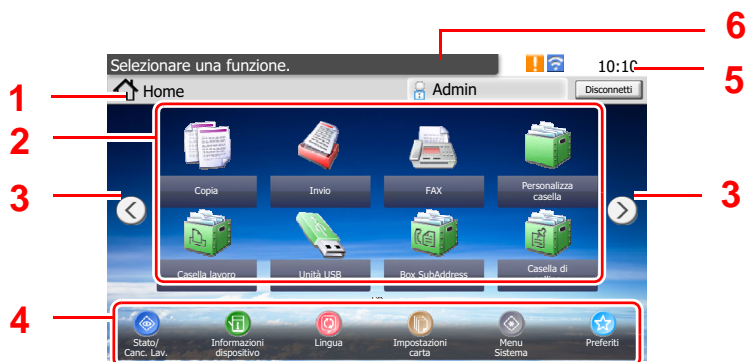 6
Selezionare una funzione.
10:10
5
1
Home
Admin
Disconnetti
2
Copia
Invio
FAX
Personalizza
casella
3
3
Casella lavoro
Unità USB
Box SubAddress
Casella di
4
Stato/
Canc. Lav.
Informazioni
dispositivo
Lingua
Impostazioni
carta
Menu
Sistema
Preferiti